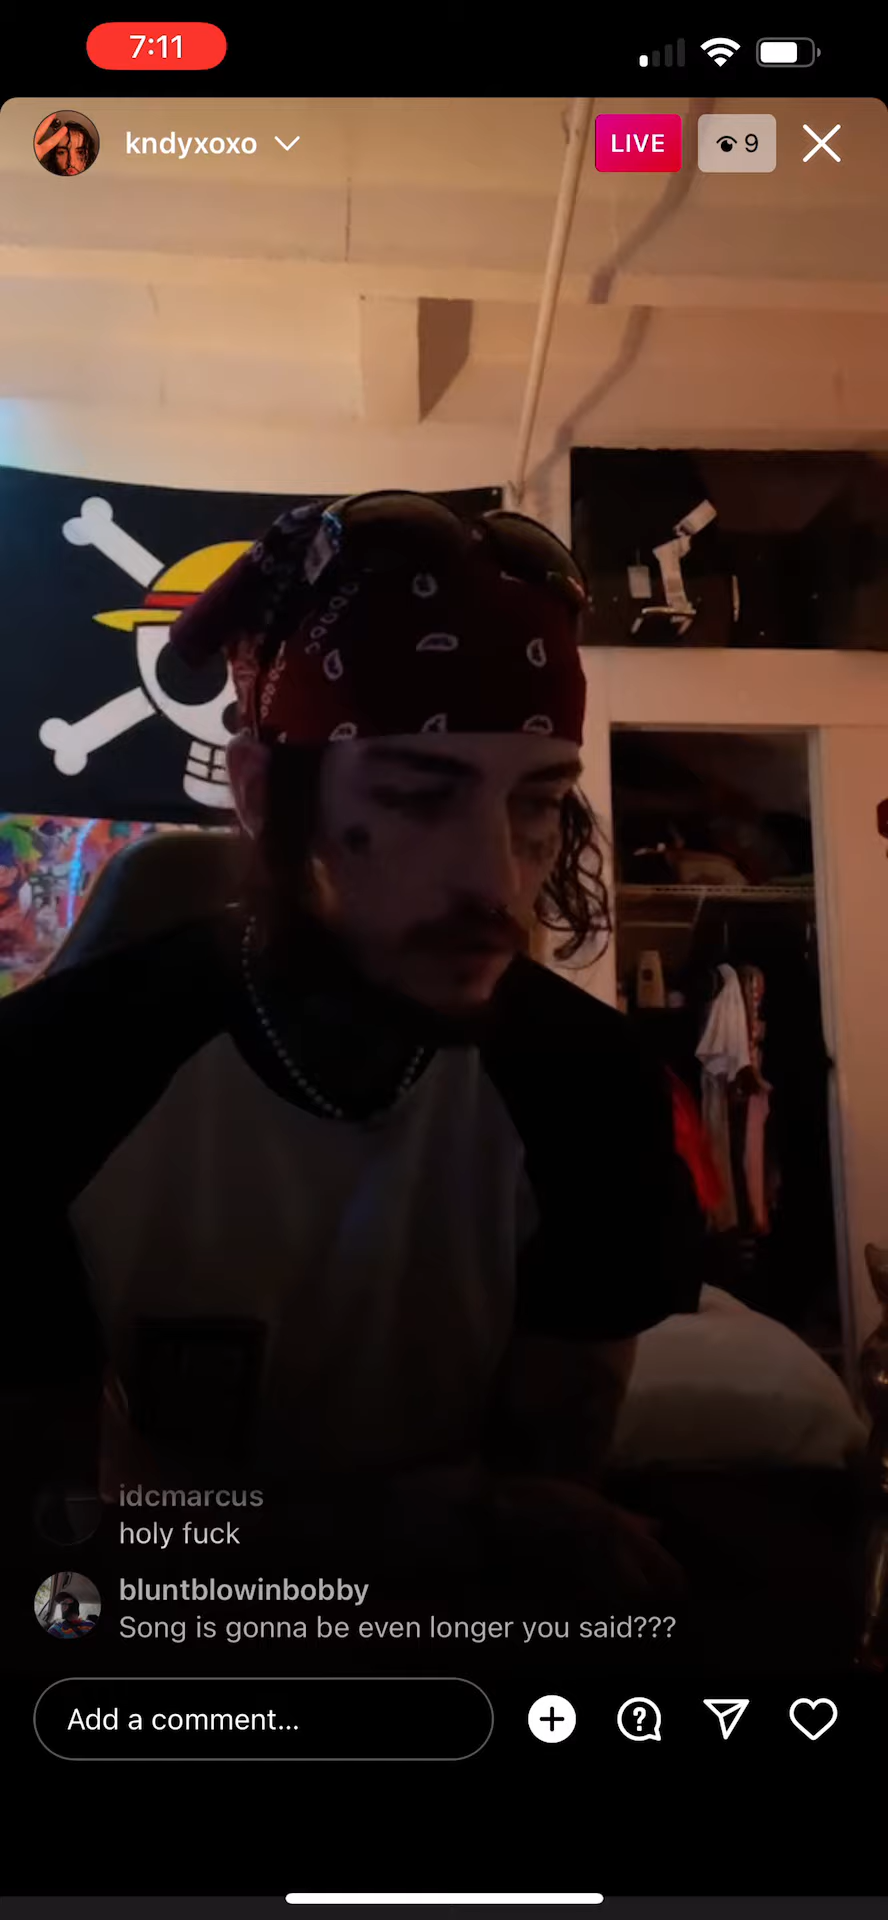 7:11
kndyxoxo
LIVE
9
idcmarcus
holy fuck
bluntblowinbobby
Song is gonna be even longer you said???
Add a comment...